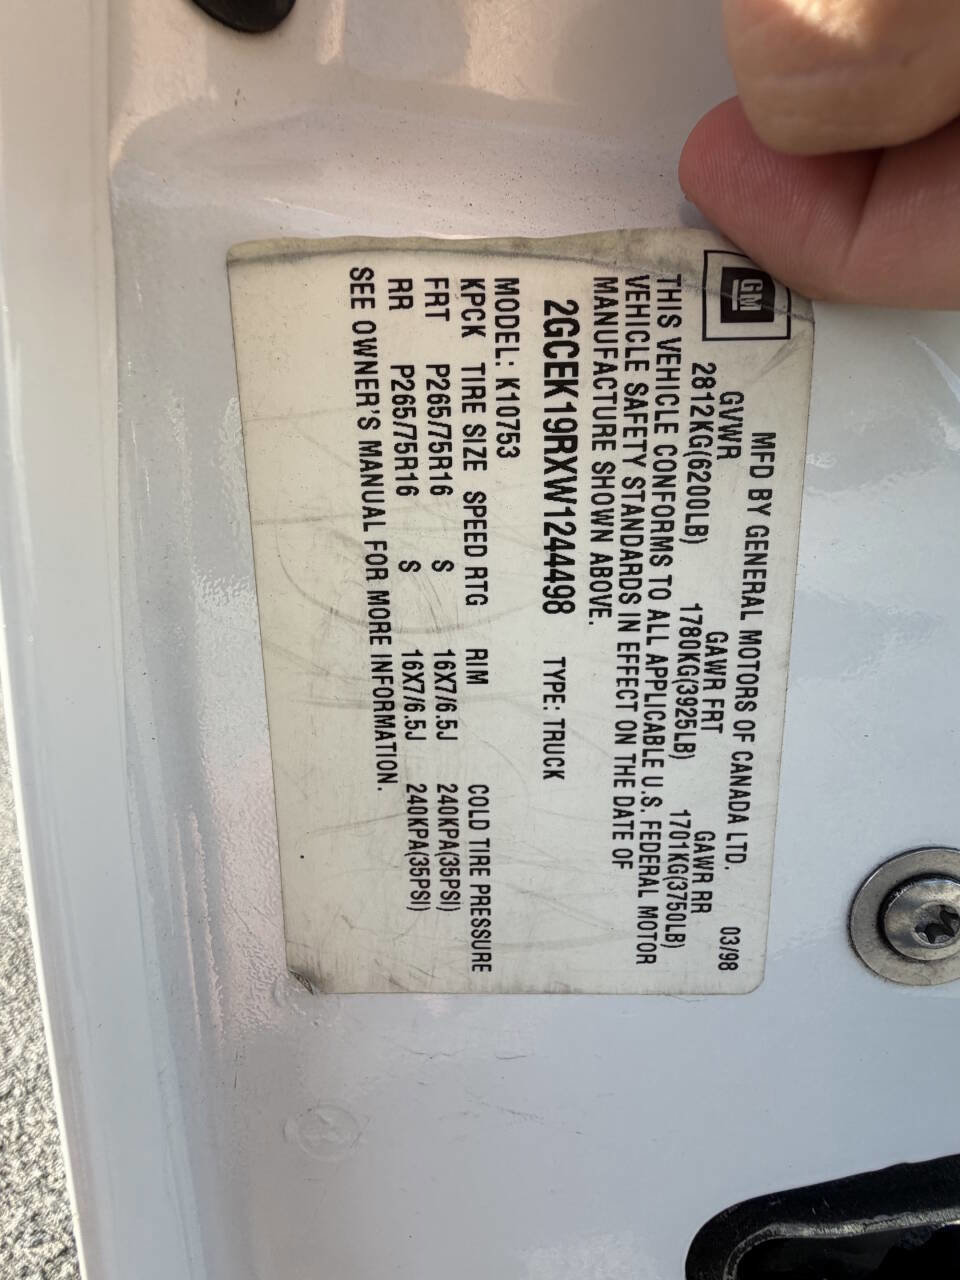 GM
MFD BY GENERAL MOTORS OF CANADA LTD.
03/98
GVWR GAWR FRT GAWR RR
2812KG(6200LB) 1780KG(3925LB) 1701KG(3750LB)
THIS VEHICLE CONFORMS TO ALL APPLICABLE U.S. FEDERAL MOTOR
VEHICLE SAFETY STANDARDS IN EFFECT ON THE DATE OF
MANUFACTURE SHOWN ABOVE.
2GCEK19RXW1244498 TYPE: TRUCK
MODEL: K10753
KPCK TIRE SIZE SPEED RTG RIM COLD TIRE PRESSURE
FRT P265/75R16 S 16X7/6.5J 240KPA(35PSI)
RR P265/75R16 S 16X7/6.5J 240KPA(35PSI)
SEE OWNER'S MANUAL FOR MORE INFORMATION.